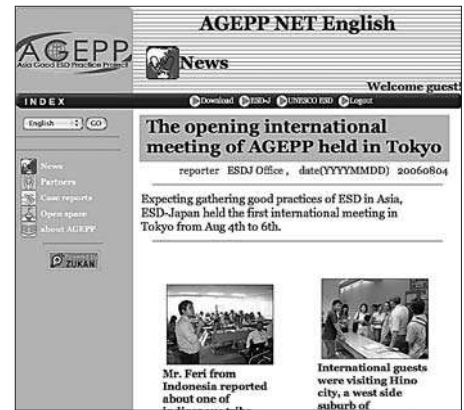 AGEPP NET English
AGEPP
Asia Good ESD Practice Project
News
Welcome guest!
INDEX
Download ESD-J UNESCO ESD Logout
English GO
The opening international
meeting of AGEPP held in Tokyo
reporter ESDJ Office , date(YYYYMMDD) 20060804
News
Partners
Case reports
Open space
about AGEPP
ZUKAN
Expecting gathering good practices of ESD in Asia,
ESD-Japan held the first international meeting in
Tokyo from Aug 4th to 6th.
Mr. Feri from
Indonesia reported
about one of
International guests
were visiting Hino
city, a west side
suburb of